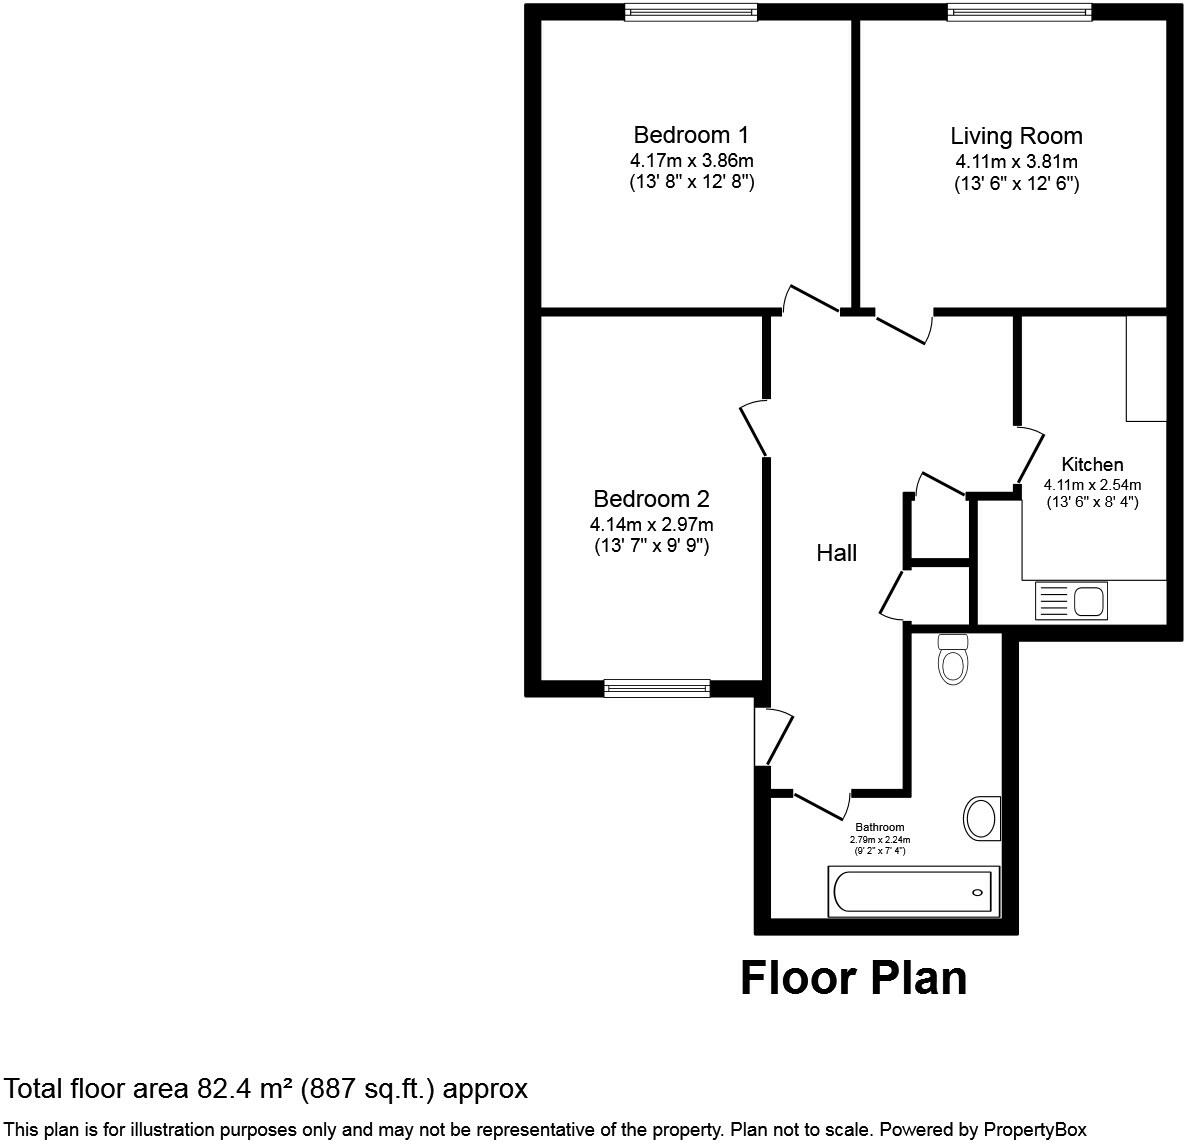 Bedroom 1
4.17m x 3.86m
(13' 8" x 12' 8")
Living Room
4.11m x 3.81m
(13' 6" x 12' 6")
Kitchen
4.11m x 2.54m
(13' 6" x 8' 4")
Bedroom 2
4.14m x 2.97m
(13' 7" x 9' 9")
Hall
Bathroom
2.79m x 2.24m
(9' 2" x 7' 4")
Floor Plan
Total floor area 82.4 m² (887 sq.ft.) approx
This plan is for illustration purposes only and may not be representative of the property. Plan not to scale. Powered by PropertyBox